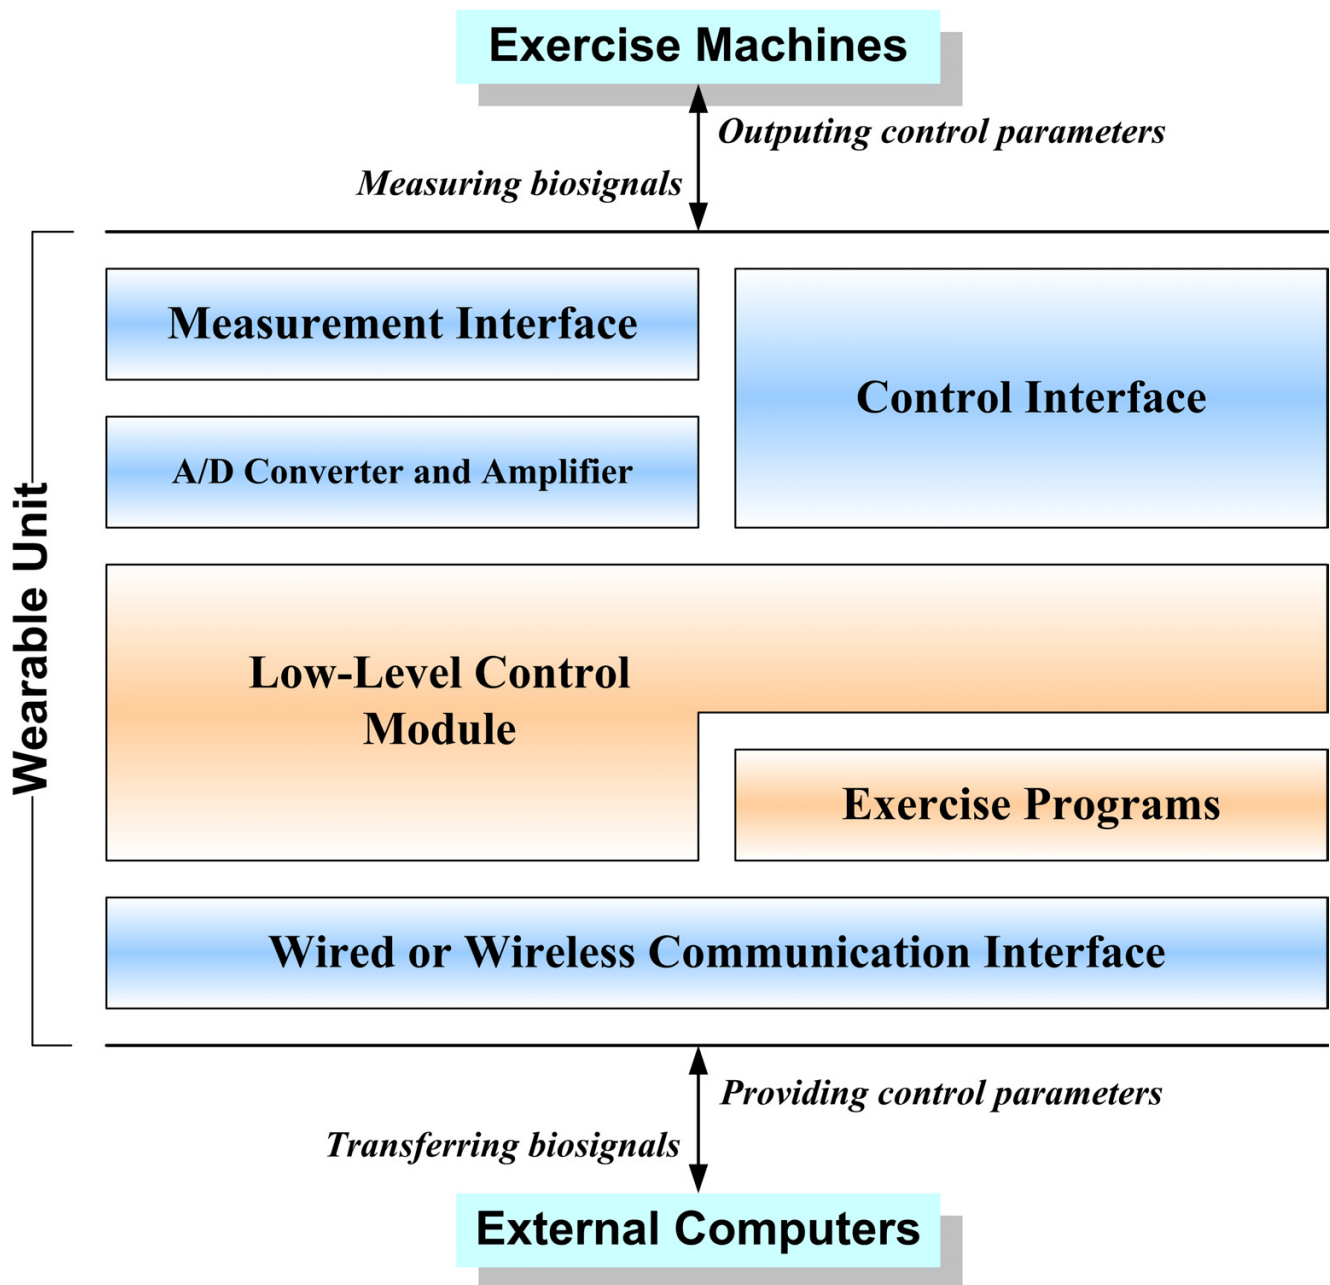 Exercise Machines
Outputing control parameters
Measuring biosignals
Measurement Interface
Control Interface
A/D Converter and Amplifier
Wearable Unit
Low-Level Control
Module
Exercise Programs
Wired or Wireless Communication Interface
Providing control parameters
Transferring biosignals
External Computers